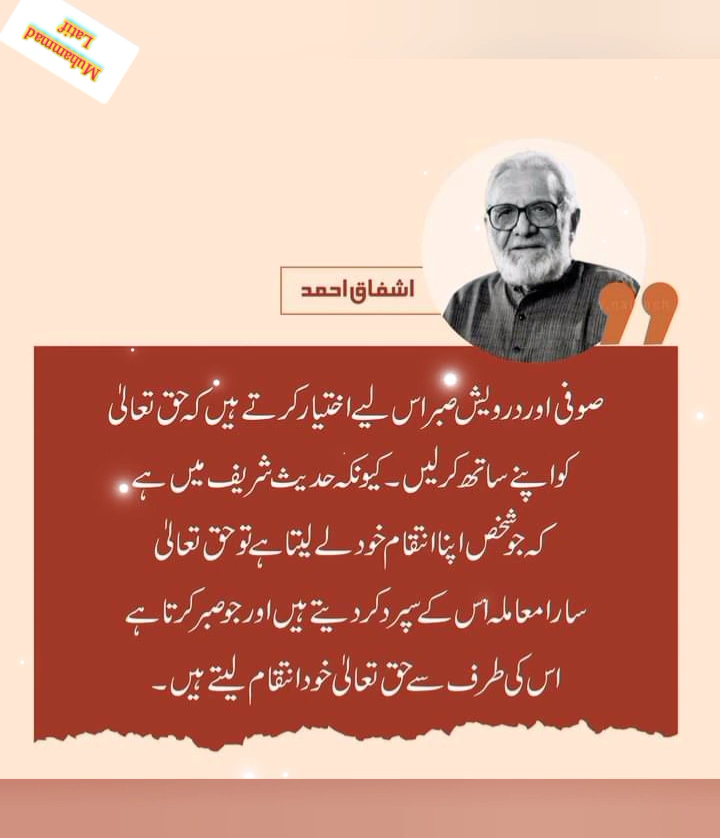 Muhammad
Latif
اشفاق احمد
صوفی اور درویش صبر اس لیے اختیار کرتے ہیں کہ حق تعالیٰ
کو اپنے ساتھ کر لیں۔ کیونکہ حدیث شریف میں ہے
کہ جو شخص اپنا انتقام خود لے لیتا ہے تو حق تعالیٰ
سارا معاملہ اس کے سپرد کر دیتے ہیں اور جو صبر کرتا ہے
اس کی طرف سے حق تعالیٰ خود انتقام لیتے ہیں۔